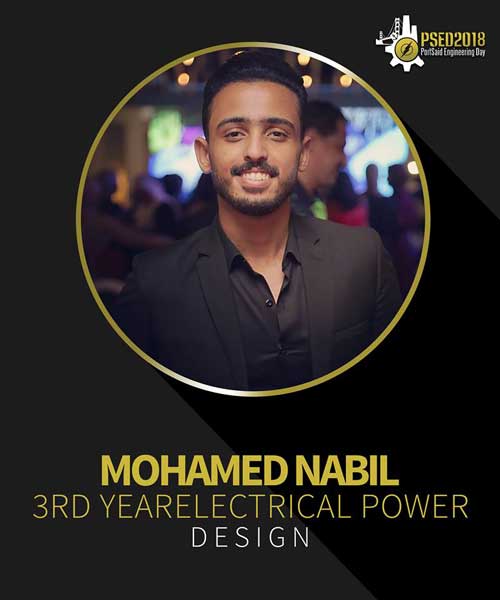 PSED2018
PortSaid Engineering Day
MOHAMED NABIL
3RD YEARELECTRICAL POWER
DESIGN